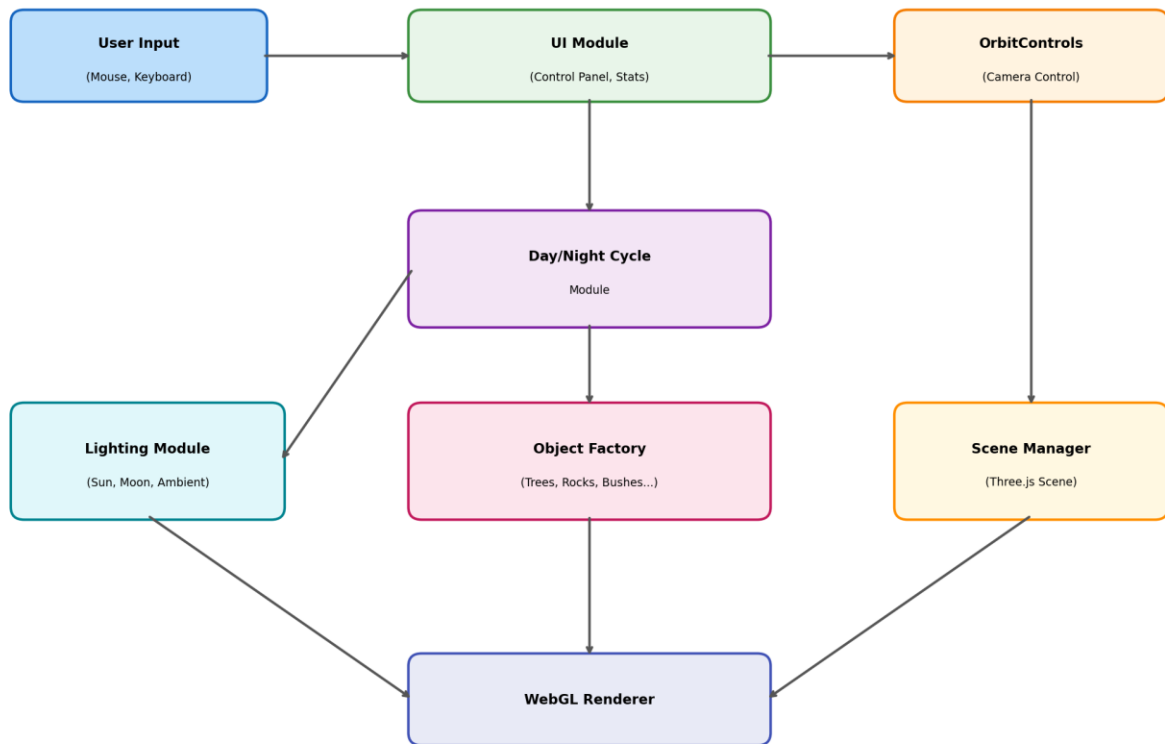 User Input
(Mouse, Keyboard)
UI Module
(Control Panel, Stats)
OrbitControls
(Camera Control)
Day/Night Cycle
Module
Lighting Module
(Sun, Moon, Ambient)
Object Factory
(Trees, Rocks, Bushes...)
Scene Manager
(Three.js Scene)
WebGL Renderer